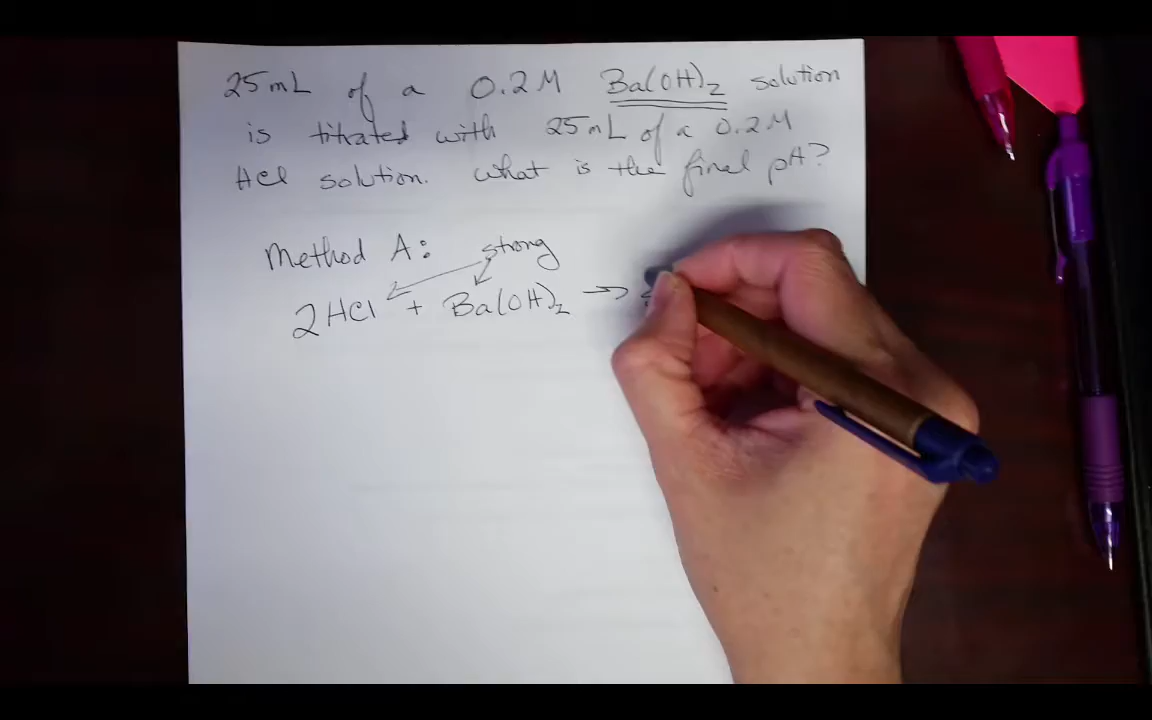 25mL of a 0.2M Ba(OH)2 solution
is titrated with 25mL of a 0.2M
HCl solution. What is the final pH?
Method A: strong
2HCl + Ba(OH)2 →